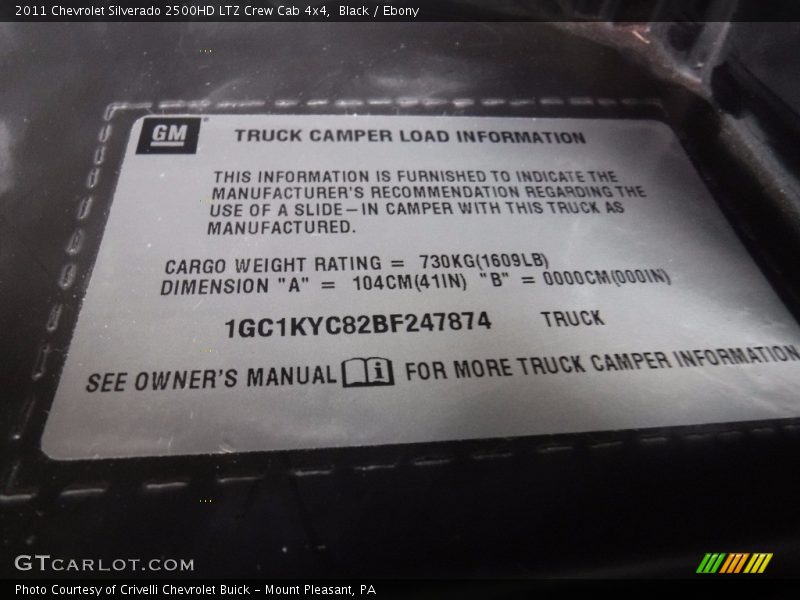 2011 Chevrolet Silverado 2500HD LTZ Crew Cab 4x4,  Black / Ebony
GM
TRUCK CAMPER LOAD INFORMATION
THIS INFORMATION IS FURNISHED TO INDICATE THE
MANUFACTURER'S RECOMMENDATION REGARDING THE
USE OF A SLIDE-IN CAMPER WITH THIS TRUCK AS
MANUFACTURED.
CARGO WEIGHT RATING = 730KG(1609LB)
DIMENSION "A" = 104CM(41IN) "B" = 0000CM(000IN)
1GC1KYC82BF247874 TRUCK
SEE OWNER'S MANUAL i FOR MORE TRUCK CAMPER INFORMATION
GTCARLOT.COM
Photo Courtesy of Crivelli Chevrolet Buick - Mount Pleasant, PA